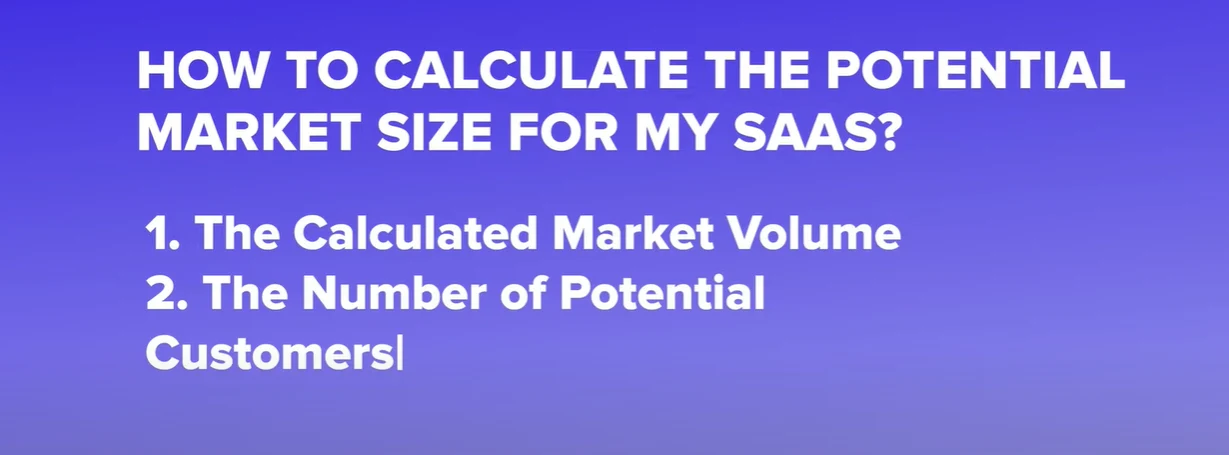 HOW TO CALCULATE THE POTENTIAL
MARKET SIZE FOR MY SAAS?
1. The Calculated Market Volume
2. The Number of Potential
Customers|